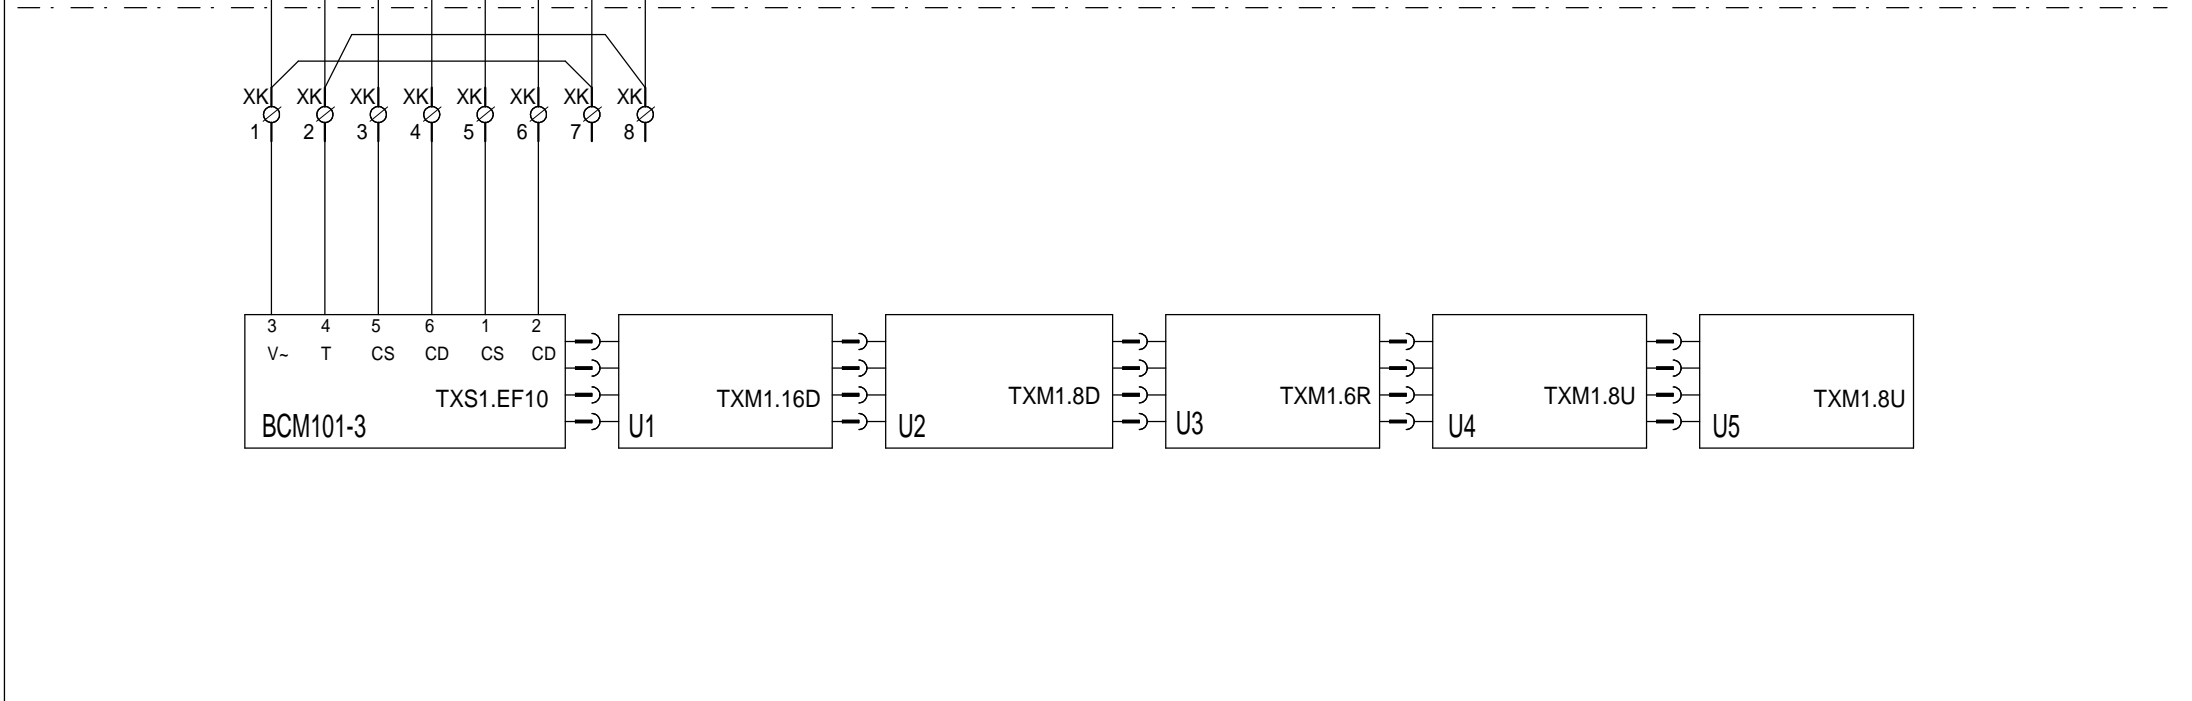 XK XK XK XK XK XK XK XK
1 2 3 4 5 6 7 8
3 4 5 6 1 2
V~ T CS CD CS CD
TXS1.EF10 TXM1.16D TXM1.8D TXM1.6R TXM1.8U TXM1.8U
BCM101-3 U1 U2 U3 U4 U5